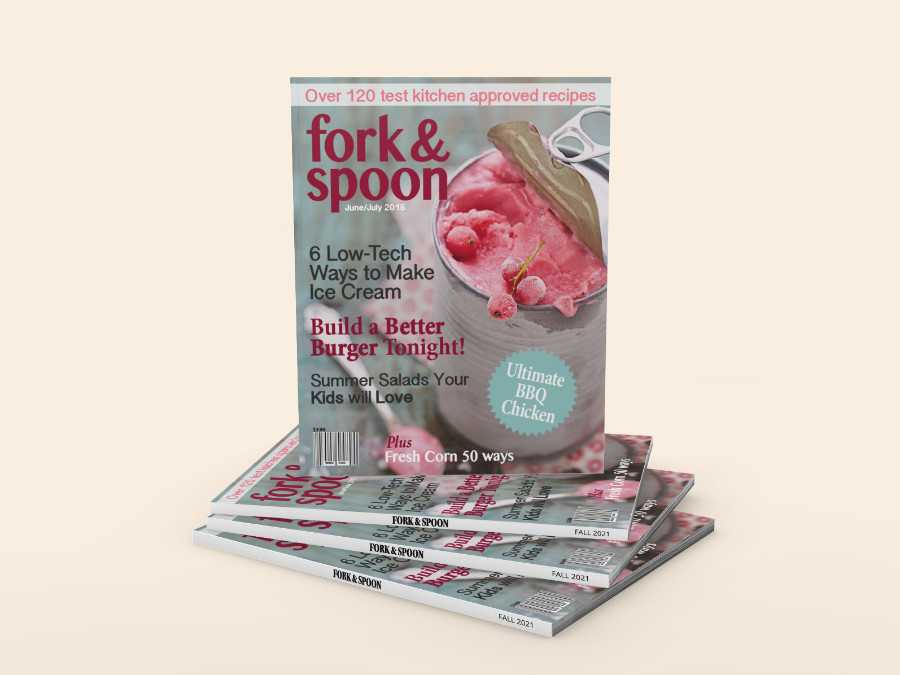 Over 120 test kitchen approved recipes
fork &
spoon
June/July 2015
6 Low-Tech
Ways to Make
Ice Cream
Build a Better
Burger Tonight!
Summer Salads Your
Kids will Love
Ultimate
BBQ
Chicken
$3.99
Plus
Fresh Corn 50 ways
FORK & SPOON
FALL 2021
FORK & SPOON
FALL 2021
FORK & SPOON
FALL 2021